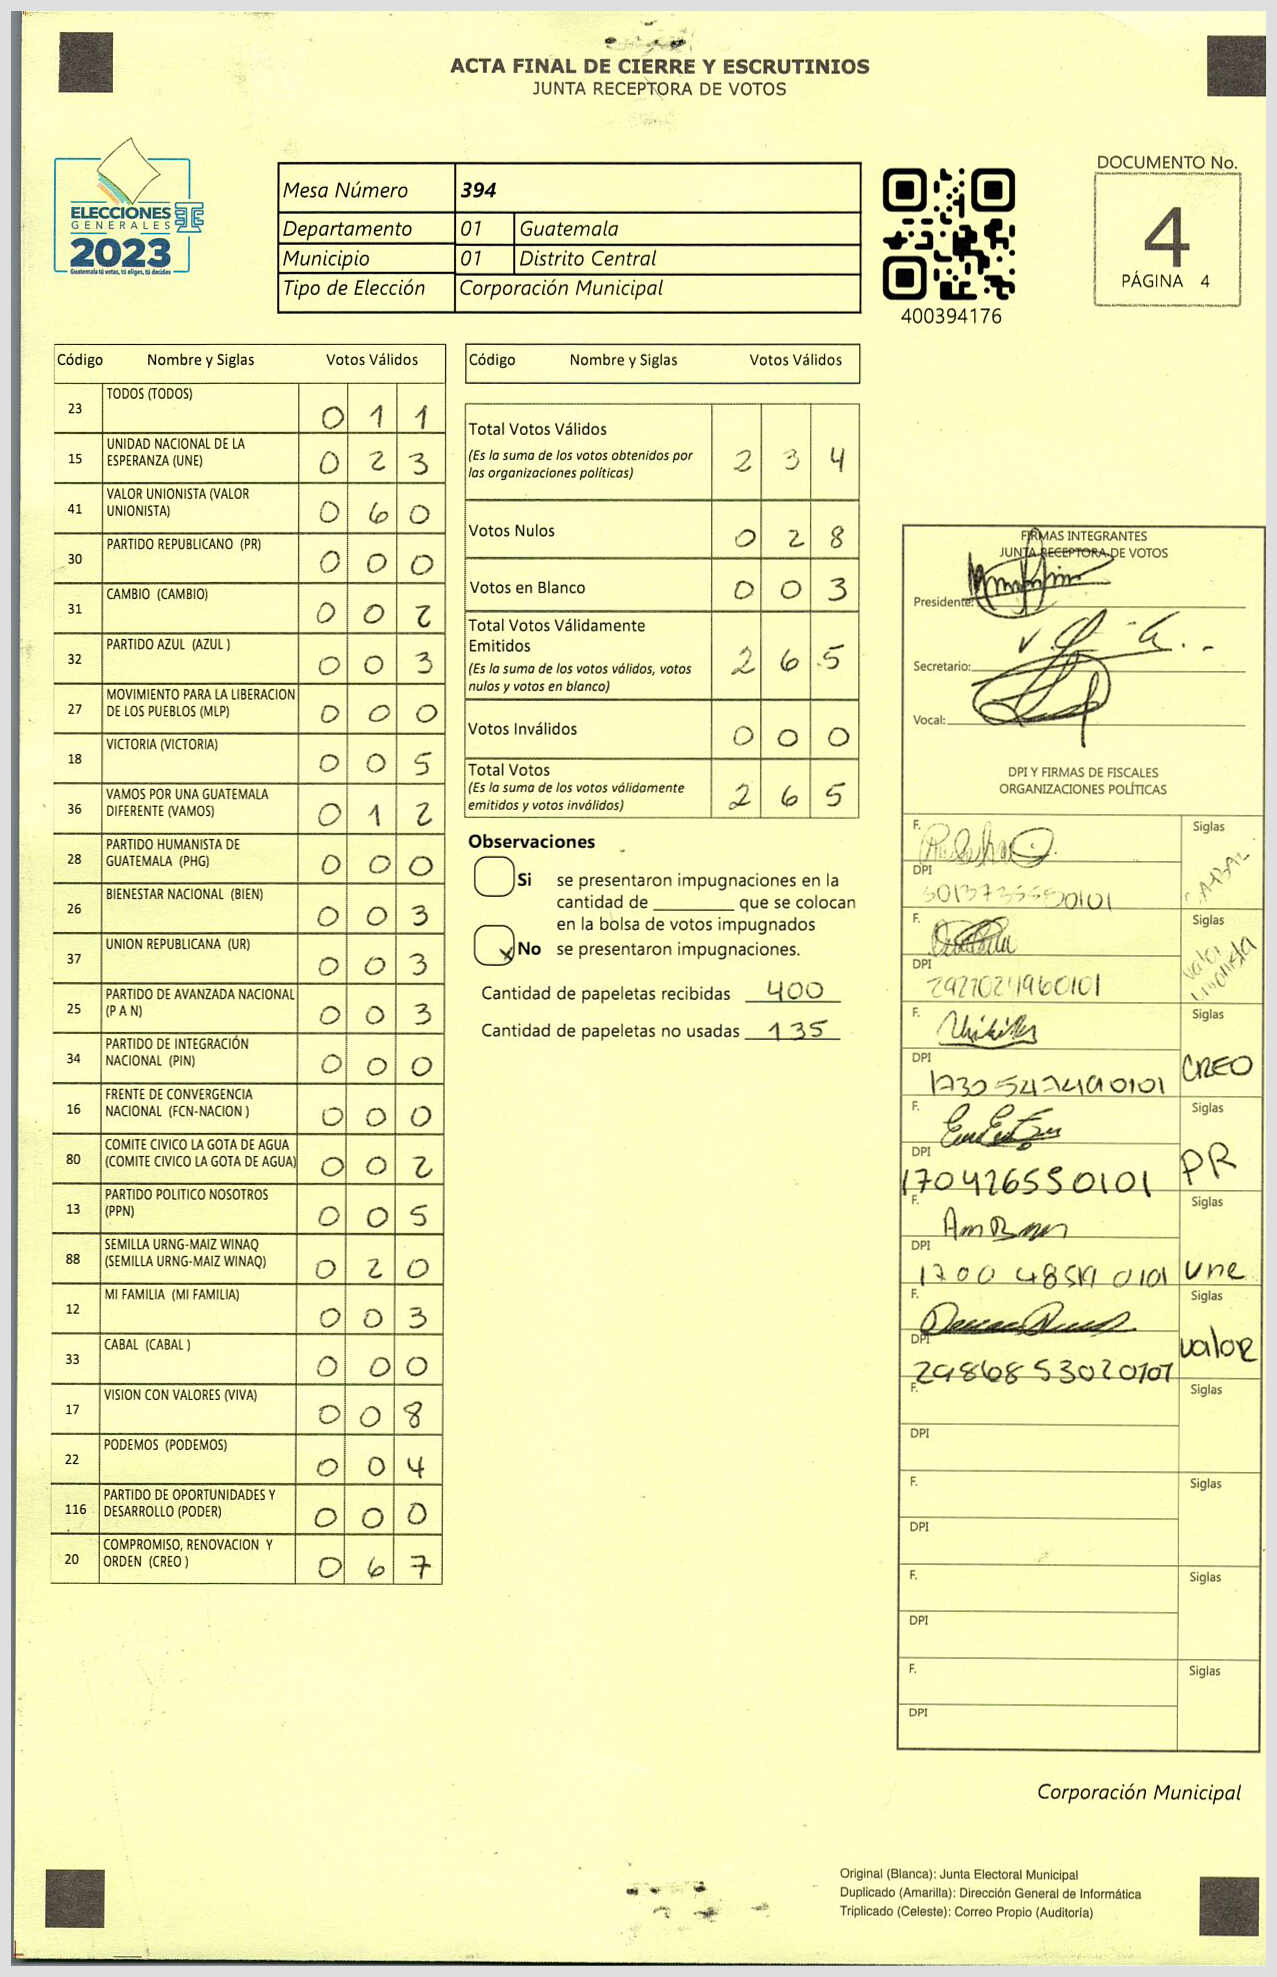 ACTA FINAL DE CIERRE Y ESCRUTINIOS
JUNTA RECEPTORA DE VOTOS
ELECCIONES
GENERALES
2023
Guatemala tú votas, tú eliges, tú decides
Mesa Número 394
Departamento 01 Guatemala
Municipio 01 Distrito Central
Tipo de Elección Corporación Municipal
400394176
DOCUMENTO No.
4
PÁGINA 4
Código Nombre y Siglas Votos Válidos
23 TODOS (TODOS) 0 1 1
15 UNIDAD NACIONAL DE LA ESPERANZA (UNE) 0 2 3
41 VALOR UNIONISTA (VALOR UNIONISTA) 0 6 0
30 PARTIDO REPUBLICANO (PR) 0 0 0
31 CAMBIO (CAMBIO) 0 0 2
32 PARTIDO AZUL (AZUL ) 0 0 3
27 MOVIMIENTO PARA LA LIBERACION DE LOS PUEBLOS (MLP) 0 0 0
18 VICTORIA (VICTORIA) 0 0 5
36 VAMOS POR UNA GUATEMALA DIFERENTE (VAMOS) 0 1 2
28 PARTIDO HUMANISTA DE GUATEMALA (PHG) 0 0 0
26 BIENESTAR NACIONAL (BIEN) 0 0 3
37 UNION REPUBLICANA (UR) 0 0 3
25 PARTIDO DE AVANZADA NACIONAL (P A N) 0 0 3
34 PARTIDO DE INTEGRACIÓN NACIONAL (PIN) 0 0 0
16 FRENTE DE CONVERGENCIA NACIONAL (FCN-NACION ) 0 0 0
80 COMITE CIVICO LA GOTA DE AGUA (COMITE CIVICO LA GOTA DE AGUA) 0 0 2
13 PARTIDO POLITICO NOSOTROS (PPN) 0 0 5
88 SEMILLA URNG-MAIZ WINAQ (SEMILLA URNG-MAIZ WINAQ) 0 2 0
12 MI FAMILIA (MI FAMILIA) 0 0 3
33 CABAL (CABAL ) 0 0 0
17 VISION CON VALORES (VIVA) 0 0 8
22 PODEMOS (PODEMOS) 0 0 4
116 PARTIDO DE OPORTUNIDADES Y DESARROLLO (PODER) 0 0 0
20 COMPROMISO, RENOVACION Y ORDEN (CREO ) 0 6 7
Código Nombre y Siglas Votos Válidos
Total Votos Válidos 2 3 4
(Es la suma de los votos obtenidos por
las organizaciones políticas)
Votos Nulos 0 2 8
Votos en Blanco 0 0 3
Total Votos Válidamente
Emitidos 2 6 5
(Es la suma de los votos válidos, votos
nulos y votos en blanco)
Votos Inválidos 0 0 0
Total Votos 2 6 5
(Es la suma de los votos válidamente
emitidos y votos inválidos)
Observaciones
Si se presentaron impugnaciones en la
cantidad de ________ que se colocan
en la bolsa de votos impugnados
x No se presentaron impugnaciones.
Cantidad de papeletas recibidas 400
Cantidad de papeletas no usadas 135
FIRMAS INTEGRANTES
JUNTA RECEPTORA DE VOTOS
Presidente:
Secretario:
Vocal:
DPI Y FIRMAS DE FISCALES
ORGANIZACIONES POLÍTICAS
F. Siglas
DPI CABAL
F. Siglas
DPI Valor Unionista
F. Siglas
DPI CREO
F. Siglas
DPI 170426550101 PR
F. Siglas
DPI Une
F. Siglas
DPI 2986853020101 valor
F. Siglas
DPI
F. Siglas
DPI
F. Siglas
DPI
F. Siglas
DPI
Corporación Municipal
Original (Blanca): Junta Electoral Municipal
Duplicado (Amarilla): Dirección General de Informática
Triplicado (Celeste): Correo Propio (Auditoría)